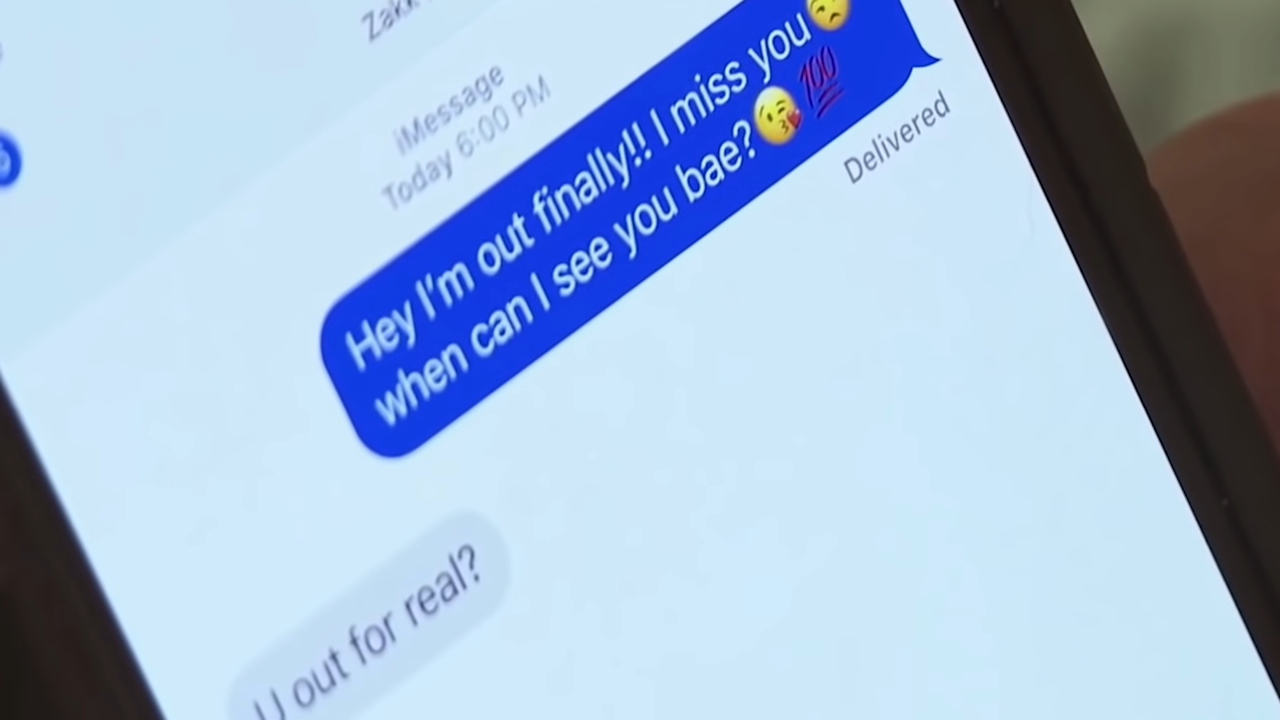 Zakk
iMessage
Today 6:00 PM
Hey I'm out finally!! I miss you😒
when can I see you bae?😘💯
Delivered
U out for real?